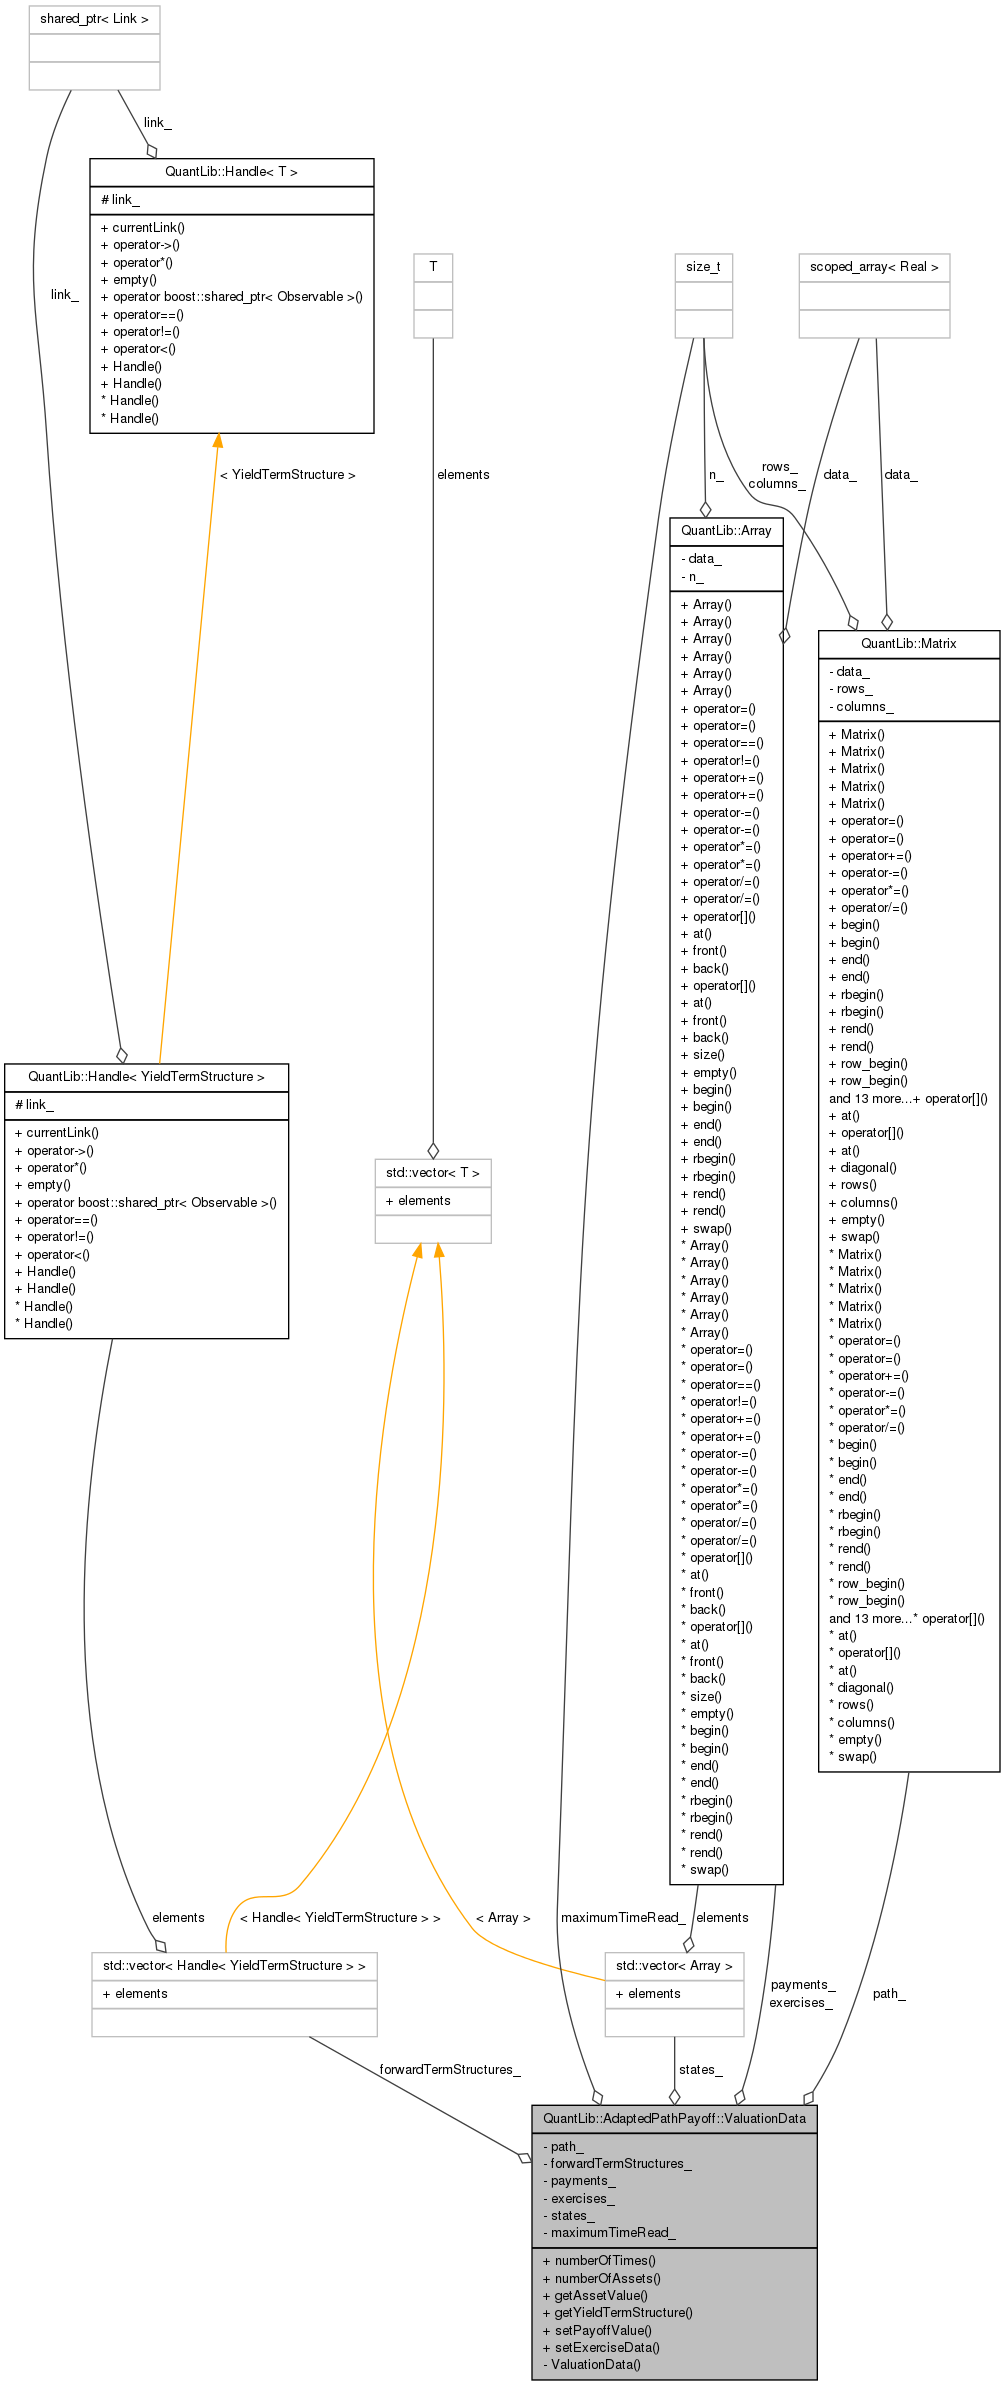 shared_ptr< Link >
link_
QuantLib::Handle< T >
# link_
+ currentLink()
+ operator->()
+ operator*()
+ empty()
+ operator boost::shared_ptr< Observable >()
+ operator==()
+ operator!=()
+ operator<()
+ Handle()
+ Handle()
* Handle()
* Handle()
link_
T
size_t
scoped_array< Real >
< YieldTermStructure >
elements
n_
rows_
columns_
data_
data_
QuantLib::Array
- data_
- n_
+ Array()
+ Array()
+ Array()
+ Array()
+ Array()
+ Array()
+ operator=()
+ operator=()
+ operator==()
+ operator!=()
+ operator+=()
+ operator+=()
+ operator-=()
+ operator-=()
+ operator*=()
+ operator*=()
+ operator/=()
+ operator/=()
+ operator[]()
+ at()
+ front()
+ back()
+ operator[]()
+ at()
+ front()
+ back()
+ size()
+ empty()
+ begin()
+ begin()
+ end()
+ end()
+ rbegin()
+ rbegin()
+ rend()
+ rend()
+ swap()
* Array()
* Array()
* Array()
* Array()
* Array()
* Array()
* operator=()
* operator=()
* operator==()
* operator!=()
* operator+=()
* operator+=()
* operator-=()
* operator-=()
* operator*=()
* operator*=()
* operator/=()
* operator/=()
* operator[]()
* at()
* front()
* back()
* operator[]()
* at()
* front()
* back()
* size()
* empty()
* begin()
* begin()
* end()
* end()
* rbegin()
* rbegin()
* rend()
* rend()
* swap()
QuantLib::Matrix
- data_
- rows_
- columns_
+ Matrix()
+ Matrix()
+ Matrix()
+ Matrix()
+ Matrix()
+ operator=()
+ operator=()
+ operator+=()
+ operator-=()
+ operator*=()
+ operator/=()
+ begin()
+ begin()
+ end()
+ end()
+ rbegin()
+ rbegin()
+ rend()
+ rend()
+ row_begin()
+ row_begin()
and 13 more...+ operator[]()
+ at()
+ operator[]()
+ at()
+ diagonal()
+ rows()
+ columns()
+ empty()
+ swap()
* Matrix()
* Matrix()
* Matrix()
* Matrix()
* Matrix()
* operator=()
* operator=()
* operator+=()
* operator-=()
* operator*=()
* operator/=()
* begin()
* begin()
* end()
* end()
* rbegin()
* rbegin()
* rend()
* rend()
* row_begin()
* row_begin()
and 13 more...* operator[]()
* at()
* operator[]()
* at()
* diagonal()
* rows()
* columns()
* empty()
* swap()
QuantLib::Handle< YieldTermStructure >
# link_
+ currentLink()
+ operator->()
+ operator*()
+ empty()
+ operator boost::shared_ptr< Observable >()
+ operator==()
+ operator!=()
+ operator<()
+ Handle()
+ Handle()
* Handle()
* Handle()
std::vector< T >
+ elements
elements
< Handle< YieldTermStructure > >
< Array >
maximumTimeRead_
elements
std::vector< Handle< YieldTermStructure > >
+ elements
std::vector< Array >
+ elements
payments_
exercises_
path_
forwardTermStructures_
states_
QuantLib::AdaptedPathPayoff::ValuationData
- path_
- forwardTermStructures_
- payments_
- exercises_
- states_
- maximumTimeRead_
+ numberOfTimes()
+ numberOfAssets()
+ getAssetValue()
+ getYieldTermStructure()
+ setPayoffValue()
+ setExerciseData()
- ValuationData()